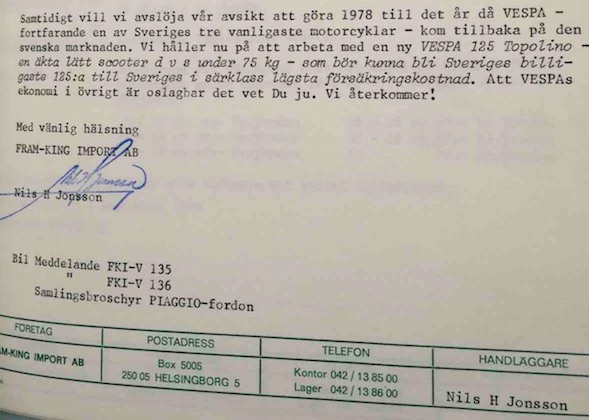 Samtidigt vill vi avslöja vår avsikt att göra 1978 till det år då VESPA -
fortfarande en av Sveriges tre vanligaste motorcyklar - kom tillbaka på den
svenska marknaden. Vi håller nu på att arbeta med en ny VESPA 125 Topolino -
en äkta lätt scooter d v s under 75 kg - som bör kunna bli Sveriges billi-
gaste 125:a till Sveriges i särklass lägsta försäkringskostnad. Att VESPAs
ekonomi i övrigt är oslagbar det vet Du ju. Vi återkommer!
Med vänlig hälsning
FRAM-KING IMPORT AB
Nils H Jonsson
Bil Meddelande FKI-V 135
" FKI-V 136
Samlingsbroschyr PIAGGIO-fordon
FÖRETAG POSTADRESS TELEFON HANDLÄGGARE
AM-KING IMPORT AB Box 5005 Kontor 042 / 13 85 00
250 05 HELSINGBORG 5 Lager 042 / 13 86 00 Nils H Jonsson